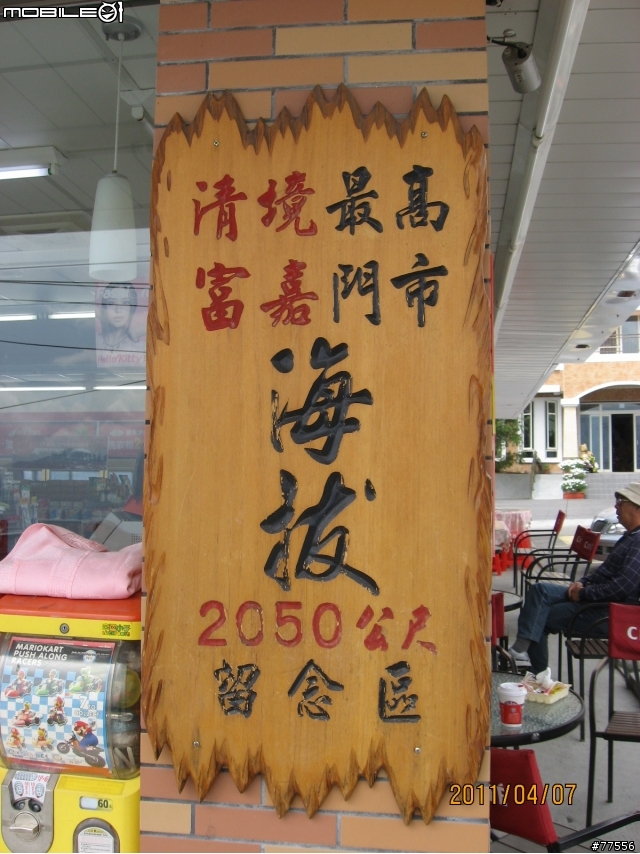 MOBILE01
清境最高
富嘉門市
海拔
2050公尺
留念區
MARIOKART
PUSH ALONG
RACERS
60
C
2011/04/07
#77556